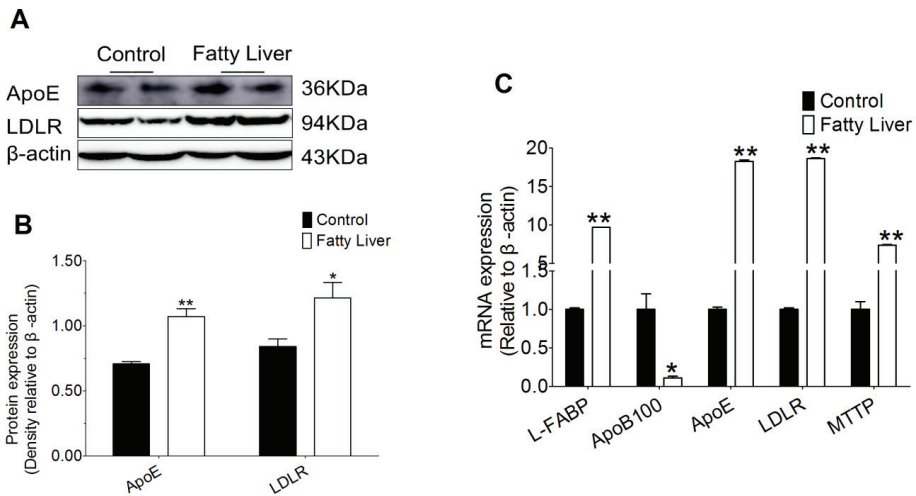 A
Control Fatty Liver
ApoE 36KDa
LDLR 94KDa
β-actin 43KDa
B
Control
Fatty Liver
Protein expression
(Density relative to β -actin)
1.50
1.00
0.50
0.00
**
*
ApoE LDLR
C
Control
Fatty Liver
mRNA expression
(Relative to β -actin)
20
15
10
5
1.5
1.0
0.5
0.0
** * ** ** **
L-FABP ApoB100 ApoE LDLR MTTP